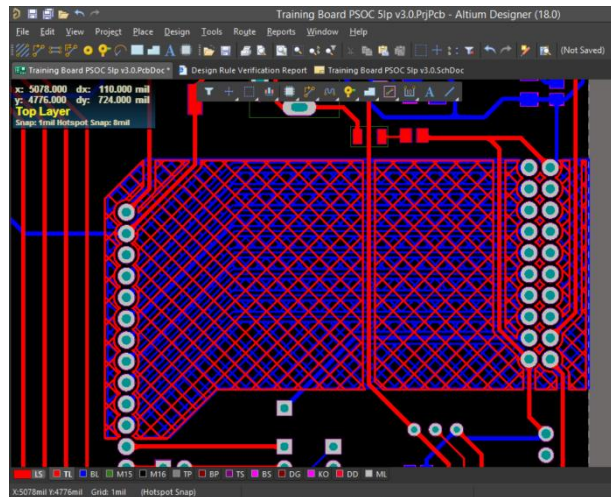 Training Board PSOC 5lp v3.0.PrjPcb - Altium Designer (18.0)
File Edit View Project Place Design Tools Route Reports Window Help
(Not Saved)
Training Board PSOC 5lp v3.0.PcbDoc * Design Rule Verification Report Training Board PSOC 5lp v3.0.SchDoc
x: 5078.000 dx: 110.000 mil
y: 4776.000 dy: 724.000 mil
Top Layer
Snap: 1mil Hotspot Snap: 8mil
LS TL BL M15 M16 TP BP TS BS DG KO DD ML
X:5078mil Y:4776mil Grid: 1mil (Hotspot Snap)